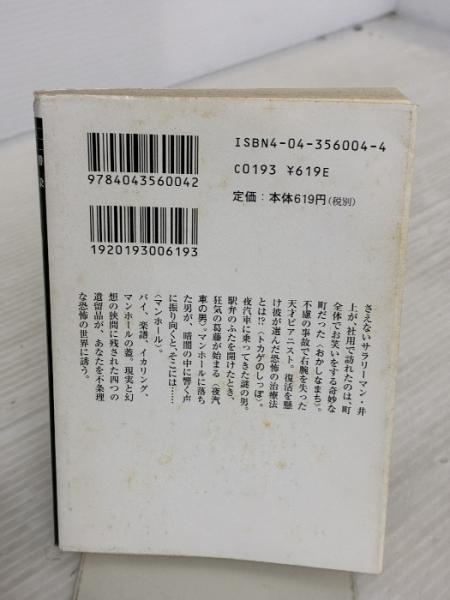 ISBN4-04-356004-4
C0193 ¥619E
定価：本体619円（税別）
9784043560042
1920193006193
さえないサラリーマン・井
上が、社用で訪れたのは、町
全体でお笑いをする奇妙な
町だった〈おかしなまち〉。
不慮の事故で右腕を失った
天才ピアニスト。復活を懸
け彼が選んだ恐怖の治療法
とは!?〈トカゲのしっぽ〉。
夜汽車に乗ってきた謎の男。
駅弁のふたを開けたとき、
狂気の葛藤が始まる〈夜汽
車の男〉。マンホールに落ち
た男が、暗闇の中に響く声
に振り向くと、そこには……
〈マンホール〉。
パイ、楽譜、イカリング、
マンホールの蓋。現実と幻
想の狭間に残された四つの
遺留品が、あなたを不条理
な恐怖の世界に誘う。